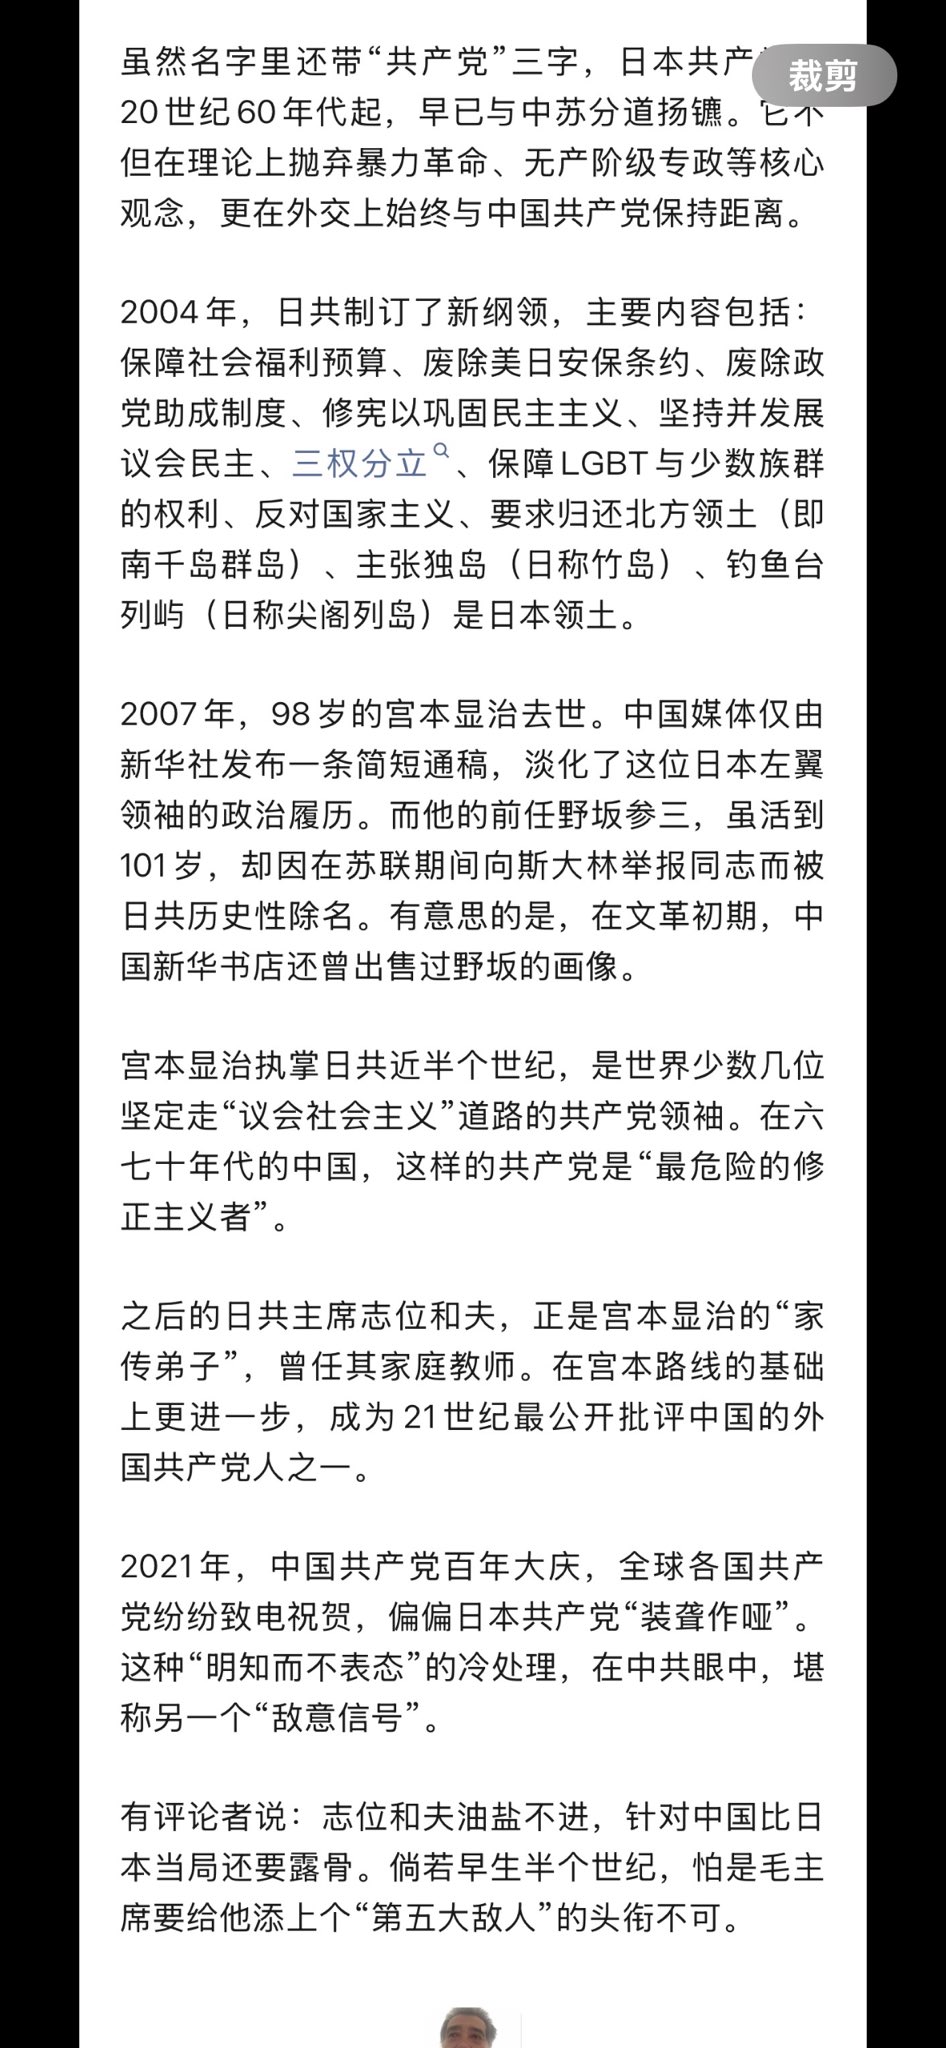 虽然名字里还带“共产党”三字，日本共产
裁剪
20世纪60年代起，早已与中苏分道扬镳。它不
但在理论上抛弃暴力革命、无产阶级专政等核心
观念，更在外交上始终与中国共产党保持距离。
2004年，日共制订了新纲领，主要内容包括：
保障社会福利预算、废除美日安保条约、废除政
党助成制度、修宪以巩固民主主义、坚持并发展
议会民主、三权分立、保障LGBT与少数族群
的权利、反对国家主义、要求归还北方领土（即
南千岛群岛）、主张独岛（日称竹岛）、钓鱼台
列屿（日称尖阁列岛）是日本领土。
2007年，98岁的宫本显治去世。中国媒体仅由
新华社发布一条简短通稿，淡化了这位日本左翼
领袖的政治履历。而他的前任野坂参三，虽活到
101岁，却因在苏联期间向斯大林举报同志而被
日共历史性除名。有意思的是，在文革初期，中
国新华书店还曾出售过野坂的画像。
宫本显治执掌日共近半个世纪，是世界少数几位
坚定走“议会社会主义”道路的共产党领袖。在六
七十年代的中国，这样的共产党是“最危险的修
正主义者”。
之后的日共主席志位和夫，正是宫本显治的“家
传弟子”，曾任其家庭教师。在宫本路线的基础
上更进一步，成为21世纪最公开批评中国的外
国共产党人之一。
2021年，中国共产党百年大庆，全球各国共产
党纷纷致电祝贺，偏偏日本共产党“装聋作哑”。
这种“明知而不表态”的冷处理，在中共眼中，堪
称另一个“敌意信号”。
有评论者说：志位和夫油盐不进，针对中国比日
本当局还要露骨。倘若早生半个世纪，怕是毛主
席要给他添上个“第五大敌人”的头衔不可。